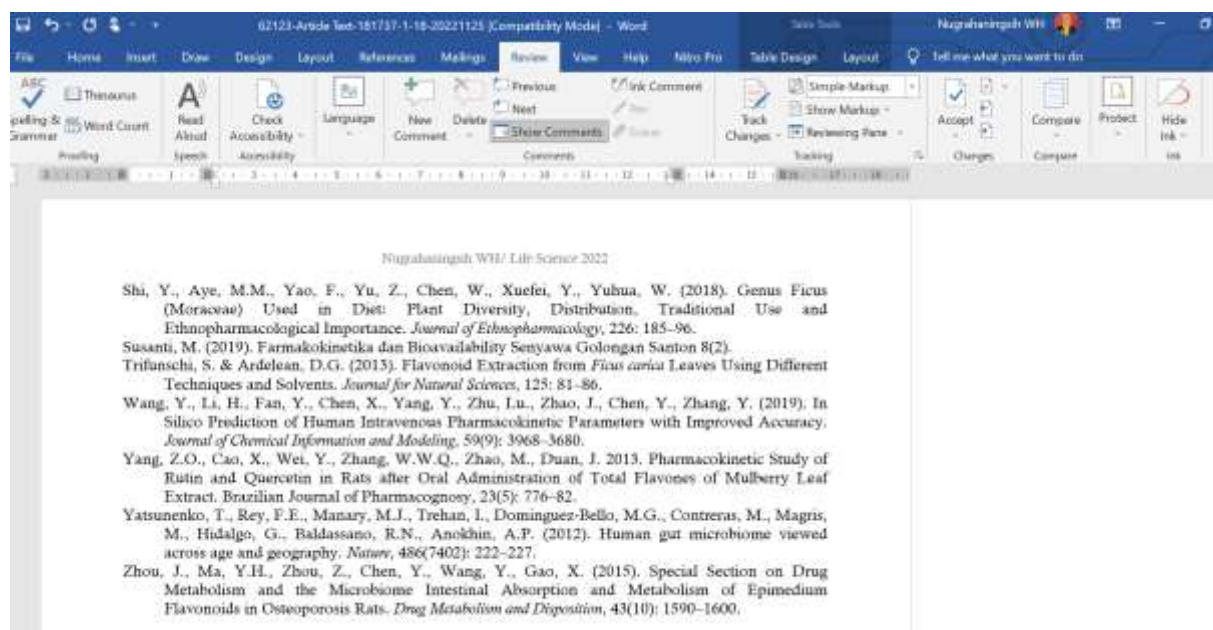 62123-Article Text-181737-1-18-20221125 [Compatibility Mode] - Word
Table Tools
Nugrahaningsih WH
File Home Insert Draw Design Layout References Mailings Review View Help Nitro Pro Table Design Layout Tell me what you want to do
Thesaurus
Word Count
Spelling & Grammar
Read Aloud
Check Accessibility
Language
New Comment
Delete
Previous
Next
Show Comments
Ink Comment
Track Changes
Simple Markup
Show Markup
Reviewing Pane
Accept
Compare
Protect
Hide Ink
Proofing Speech Accessibility Comments Tracking Changes Compare Ink
Nugrahaningsih WH/ Life Science 2022
Shi, Y., Aye, M.M., Yao, F., Yu, Z., Chen, W., Xuefei, Y., Yuhua, W. (2018). Genus Ficus
(Moraceae) Used in Diet: Plant Diversity, Distribution, Traditional Use and
Ethnopharmacological Importance. Journal of Ethnopharmacology, 226: 185–96.
Susanti, M. (2019). Farmakokinetika dan Bioavailability Senyawa Golongan Santon 8(2).
Trifunschi, S. & Ardelean, D.G. (2013). Flavonoid Extraction from Ficus carica Leaves Using Different
Techniques and Solvents. Journal for Natural Sciences, 125: 81–86.
Wang, Y., Li, H., Fan, Y., Chen, X., Yang, Y., Zhu, Lu., Zhao, J., Chen, Y., Zhang, Y. (2019). In
Silico Prediction of Human Intravenous Pharmacokinetic Parameters with Improved Accuracy.
Journal of Chemical Information and Modeling, 59(9): 3968–3680.
Yang, Z.O., Cao, X., Wei, Y., Zhang, W.W.Q., Zhao, M., Duan, J. 2013. Pharmacokinetic Study of
Rutin and Quercetin in Rats after Oral Administration of Total Flavones of Mulberry Leaf
Extract. Brazilian Journal of Pharmacognosy, 23(5): 776–82.
Yatsunenko, T., Rey, F.E., Manary, M.J., Trehan, I., Dominguez-Bello, M.G., Contreras, M., Magris,
M., Hidalgo, G., Baldassano, R.N., Anokhin, A.P. (2012). Human gut microbiome viewed
across age and geography. Nature, 486(7402): 222–227.
Zhou, J., Ma, Y.H., Zhou, Z., Chen, Y., Wang, Y., Gao, X. (2015). Special Section on Drug
Metabolism and the Microbiome Intestinal Absorption and Metabolism of Epimedium
Flavonoids in Osteoporosis Rats. Drug Metabolism and Disposition, 43(10): 1590–1600.